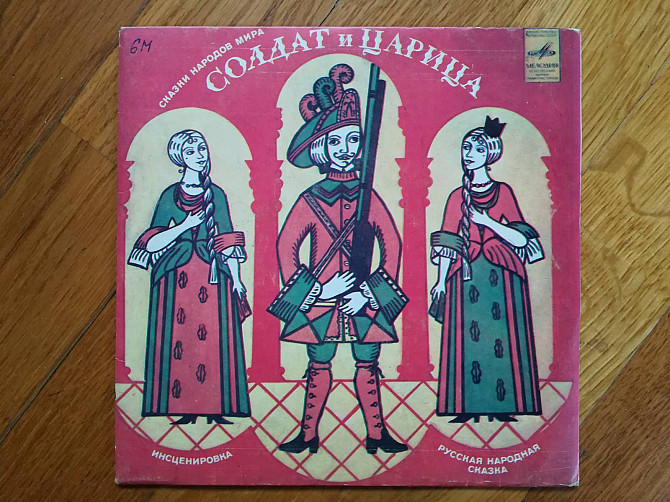 6М
СКАЗКИ НАРОДОВ МИРА
СОЛДАТ И ЦАРИЦА
МЕЛОДИЯ
ИНСЦЕНИРОВКА
РУССКАЯ НАРОДНАЯ
СКАЗКА